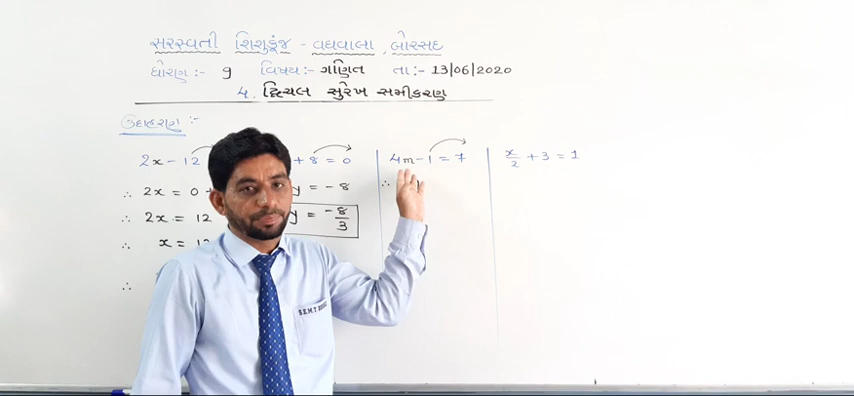 સરસ્વતી શિશુકૂંજ - વઘવાલા, બોરસદ
ધોરણ :- 9 વિષય :- ગણિત તા :- 13/06/2020
4. દ્વિચલ સુરેખ સમીકરણ
ઉદાહરણ :-
2x - 12
∴ 2x = 0
∴ 2x = 12
∴ x = 12
∴
+ 8 = 0
y = - 8
y = -8/3
4m - 1 = 7
∴
x/2 + 3 = 1
S.E.M.T